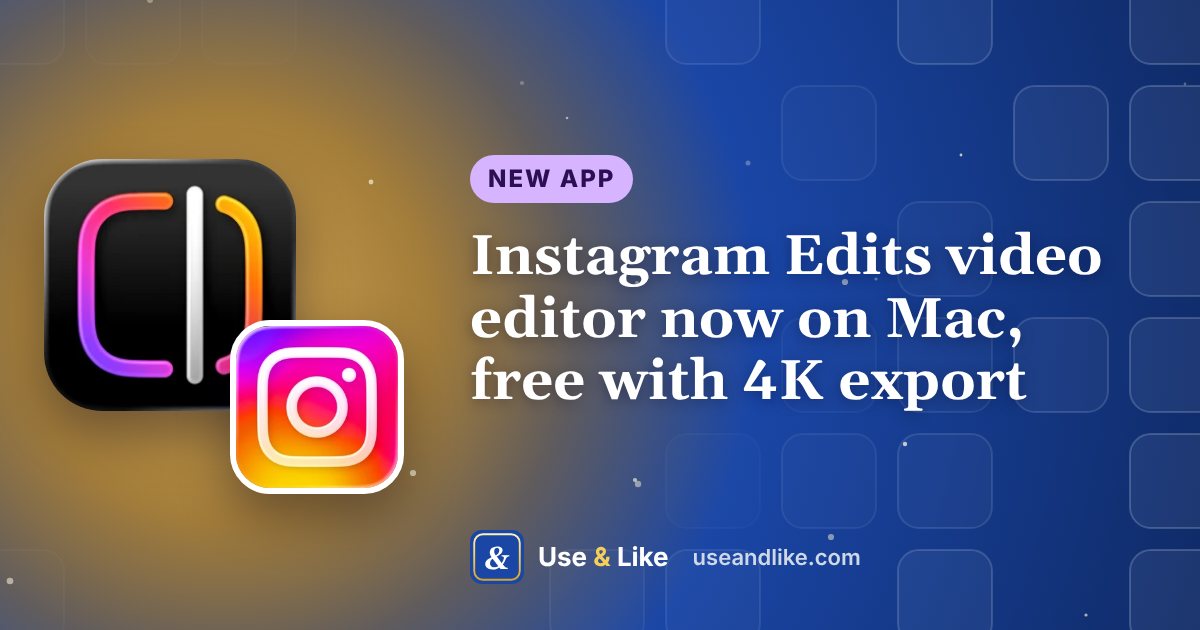 NEW APP
Instagram Edits video
editor now on Mac,
free with 4K export
& Use & Like useandlike.com